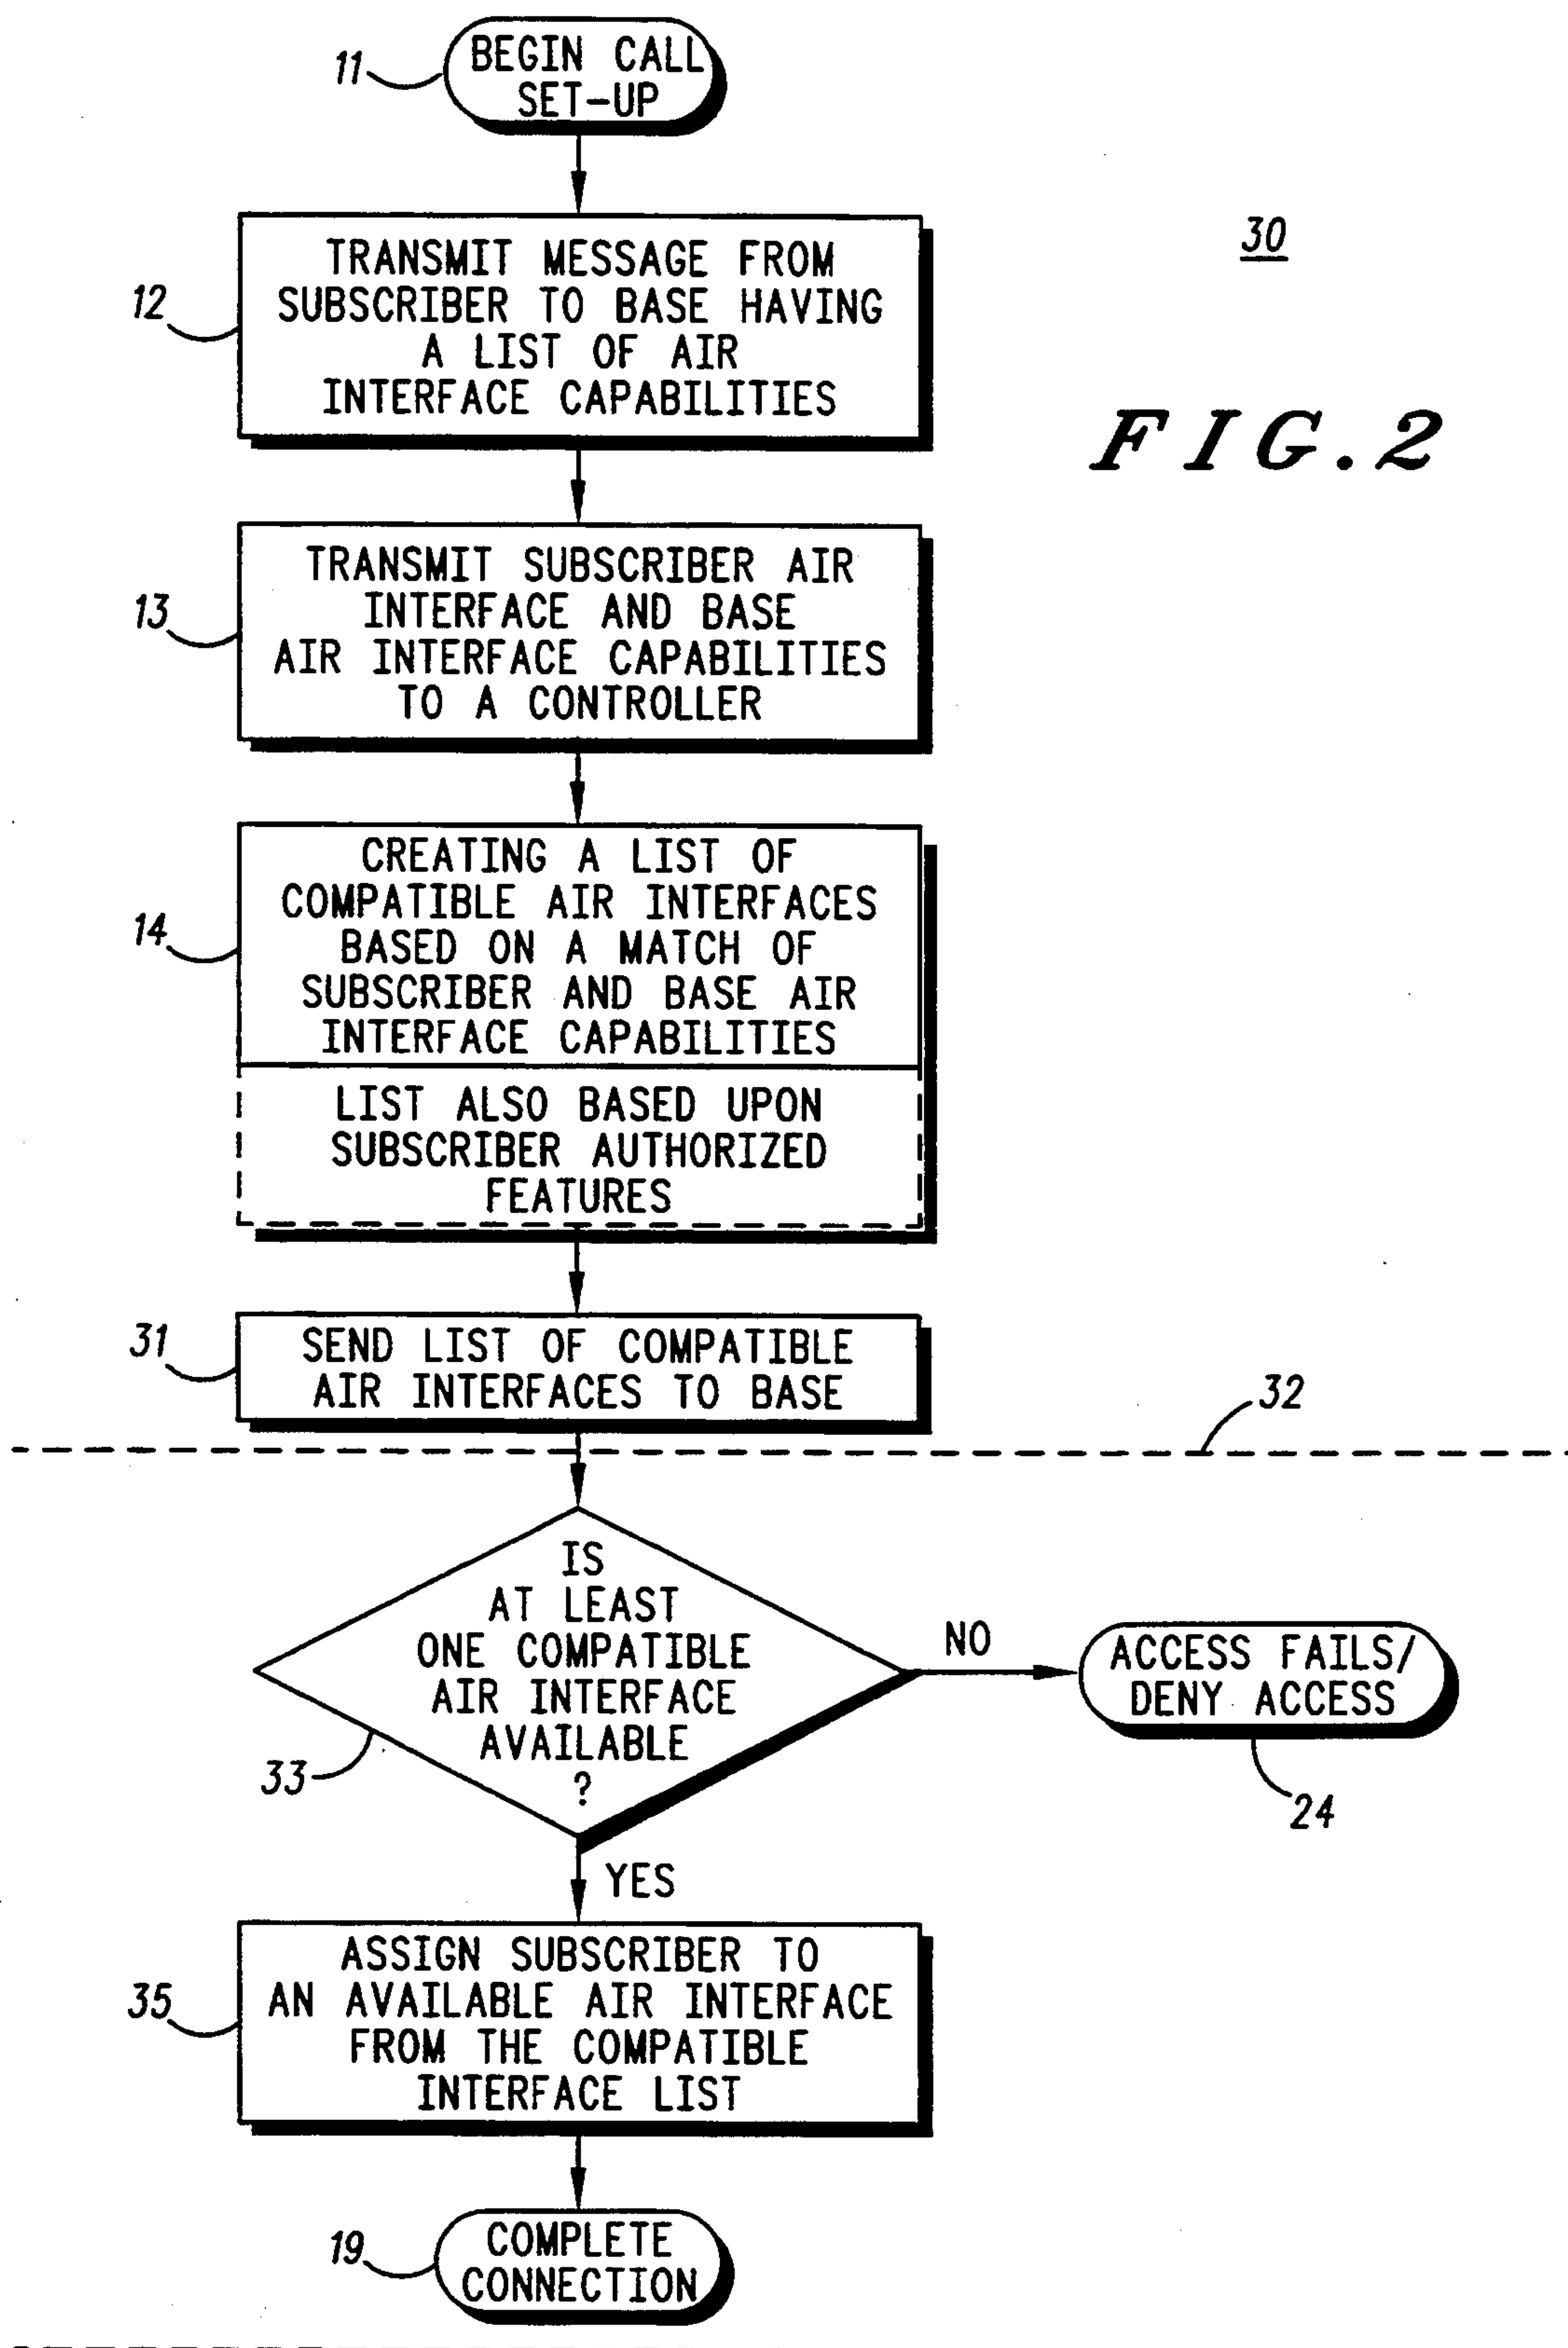 11
BEGIN CALL
SET-UP
30
12
TRANSMIT MESSAGE FROM
SUBSCRIBER TO BASE HAVING
A LIST OF AIR
INTERFACE CAPABILITIES
FIG.2
13
TRANSMIT SUBSCRIBER AIR
INTERFACE AND BASE
AIR INTERFACE CAPABILITIES
TO A CONTROLLER
14
CREATING A LIST OF
COMPATIBLE AIR INTERFACES
BASED ON A MATCH OF
SUBSCRIBER AND BASE AIR
INTERFACE CAPABILITIES
LIST ALSO BASED UPON
SUBSCRIBER AUTHORIZED
FEATURES
31
SEND LIST OF COMPATIBLE
AIR INTERFACES TO BASE
32
IS
AT LEAST
ONE COMPATIBLE
AIR INTERFACE
AVAILABLE
?
33
NO
ACCESS FAILS/
DENY ACCESS
24
YES
35
ASSIGN SUBSCRIBER TO
AN AVAILABLE AIR INTERFACE
FROM THE COMPATIBLE
INTERFACE LIST
19
COMPLETE
CONNECTION